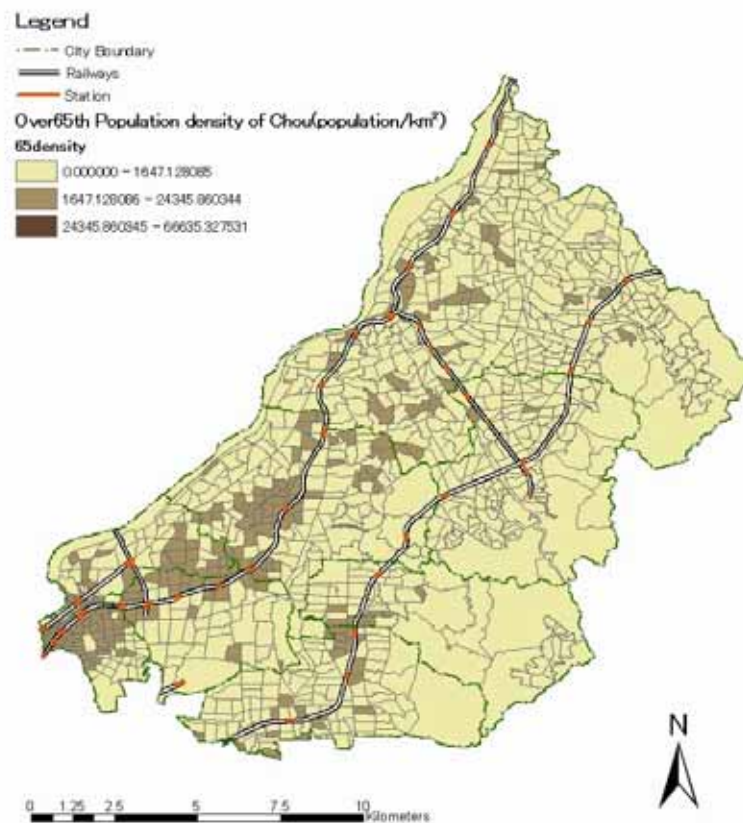 Legend
City Boundary
Railways
Station
Over65th Population density of Chou(population/km²)
65density
0.000000 - 1647.128085
1647.128086 - 24345.860344
24345.860345 - 66635.327531
N
0 1.25 2.5 5 7.5 10
Kilometers